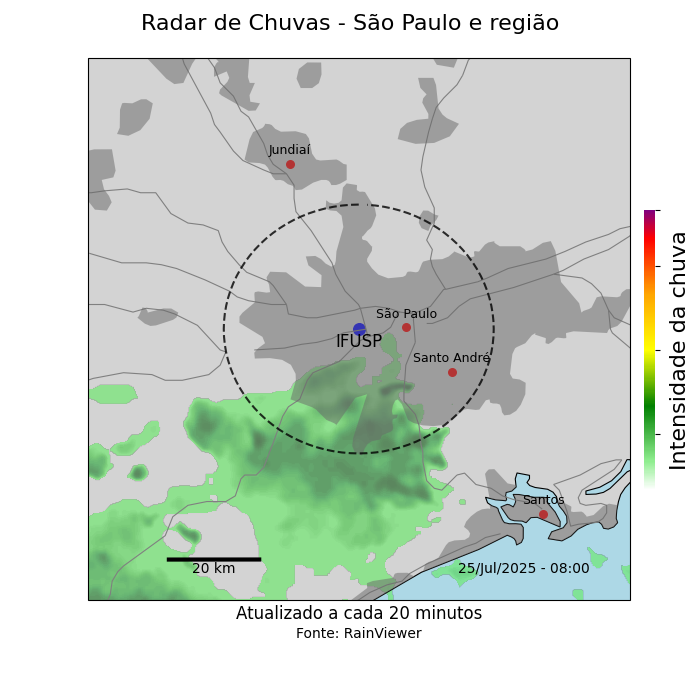 Radar de Chuvas - São Paulo e região
Jundiaí
São Paulo
IFUSP
Santo André
Santos
20 km
25/Jul/2025 - 08:00
Intensidade da chuva
Atualizado a cada 20 minutos
Fonte: RainViewer